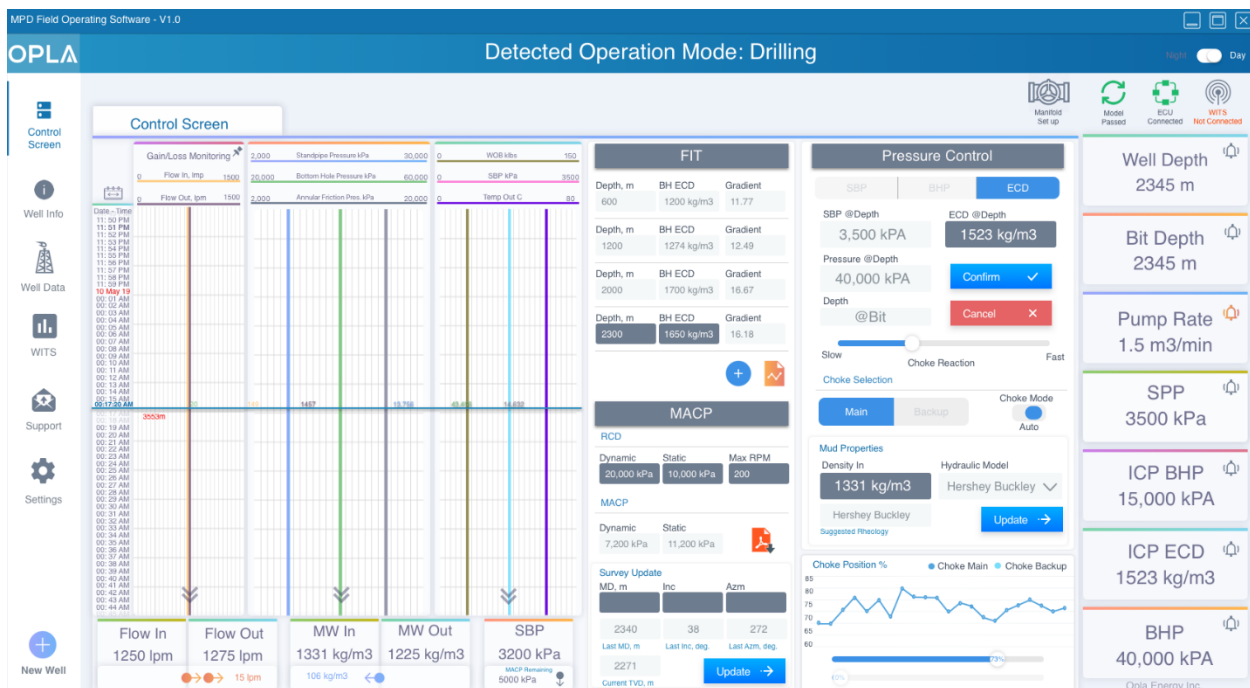 MPD Field Operating Software - V1.0
OPLA
Detected Operation Mode: Drilling
Night
Day
Control Screen
Well Info
Well Data
WITS
Support
Settings
New Well
Control Screen
Manifold Set up
Model Passed
ECU Connected
WITS Not Connected
Gain/Loss Monitoring
0 Flow In, lmp 1500
0 Flow Out, lpm 1500
2,000 Standpipe Pressure kPa 30,000
20,000 Bottom Hole Pressure kPa 60,000
2,000 Annular Friction Pres. kPa 20,000
0 WOB klbs 150
0 SBP kPa 3500
0 Temp Out C 80
Date - Time
11: 50 PM
11: 51 PM
11: 52 PM
11: 53 PM
11: 54 PM
11: 55 PM
11: 56 PM
11: 57 PM
11: 58 PM
11: 59 PM
10 May 19
00: 01 AM
00: 02 AM
00: 03 AM
00: 04 AM
00: 05 AM
00: 06 AM
00: 07 AM
00: 08 AM
00: 09 AM
00: 10 AM
00: 11 AM
00: 12 AM
00: 13 AM
00: 14 AM
00: 15 AM
00:17:20 AM
1457
3553m
00: 19 AM
00: 20 AM
00: 21 AM
00: 22 AM
00: 23 AM
00: 24 AM
00: 25 AM
00: 26 AM
00: 27 AM
00: 28 AM
00: 29 AM
00: 30 AM
00: 31 AM
00: 32 AM
00: 33 AM
00: 34 AM
00: 35 AM
00: 36 AM
00: 37 AM
00: 38 AM
00: 39 AM
00: 40 AM
00: 41 AM
00: 42 AM
00: 43 AM
00: 44 AM
Flow In
1250 lpm
Flow Out
1275 lpm
15 lpm
MW In
1331 kg/m3
MW Out
1225 kg/m3
106 kg/m3
SBP
3200 kPa
MACP Remaining
5000 kPa
FIT
Depth, m BH ECD Gradient
600 1200 kg/m3 11.77
Depth, m BH ECD Gradient
1200 1274 kg/m3 12.49
Depth, m BH ECD Gradient
2000 1700 kg/m3 16.67
Depth, m BH ECD Gradient
2300 1650 kg/m3 16.18
MACP
RCD
Dynamic Static Max RPM
20,000 kPa 10,000 kPa 200
MACP
Dynamic Static
7,200 kPa 11,200 kPa
Survey Update
MD, m Inc Azm
2340 38 272
Last MD, m Last Inc, deg. Last Azm, deg.
2271
Current TVD, m
Update
Pressure Control
SBP BHP ECD
SBP @Depth ECD @Depth
3,500 kPA 1523 kg/m3
Pressure @Depth
40,000 kPA
Confirm
Depth
@Bit
Cancel
Slow Choke Reaction Fast
Choke Selection
Main Backup
Choke Mode
Auto
Mud Properties
Density In Hydraulic Model
1331 kg/m3 Hershey Buckley
Hershey Buckley
Suggested Rheology
Update
Choke Position % Choke Main Choke Backup
85
80
75
70
65
60
73%
60%
Well Depth
2345 m
Bit Depth
2345 m
Pump Rate
1.5 m3/min
SPP
3500 kPa
ICP BHP
15,000 kPA
ICP ECD
1523 kg/m3
BHP
40,000 kPA
Opla Energy Inc.